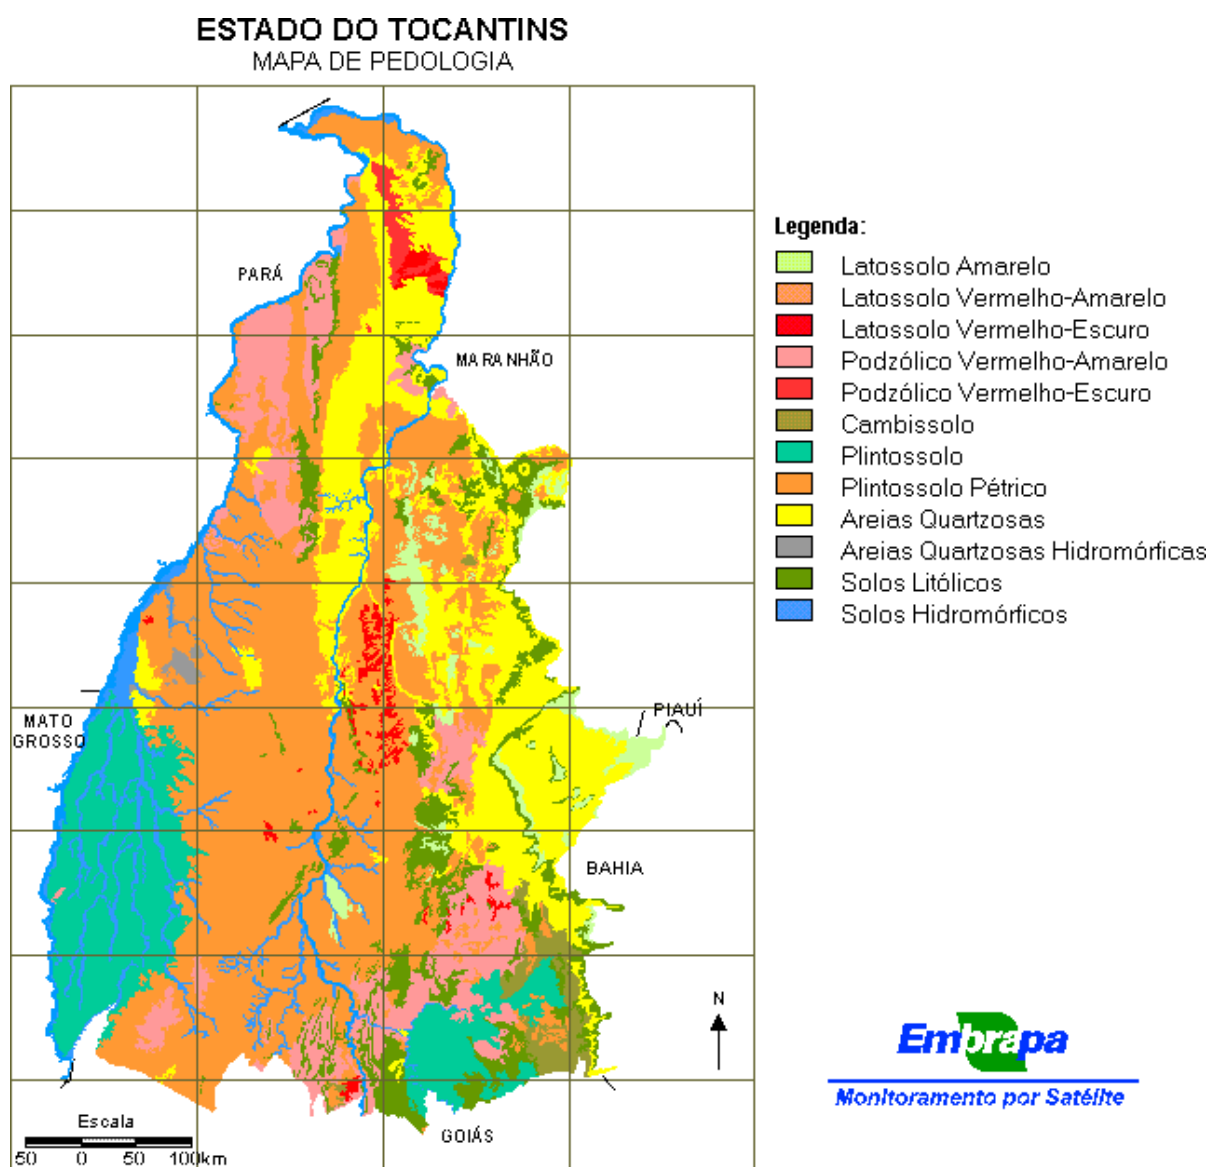 ESTADO DO TOCANTINS
MAPA DE PEDOLOGIA
PARÁ
MARANHÃO
MATO
GROSSO
PIAUÍ
BAHIA
GOIÁS
N
Escala
50 0 50 100km
Legenda:
Latossolo Amarelo
Latossolo Vermelho-Amarelo
Latossolo Vermelho-Escuro
Podzólico Vermelho-Amarelo
Podzólico Vermelho-Escuro
Cambissolo
Plintossolo
Plintossolo Pétrico
Areias Quartzosas
Areias Quartzosas Hidromórficas
Solos Litólicos
Solos Hidromórficos
Embrapa
Monitoramento por Satélite